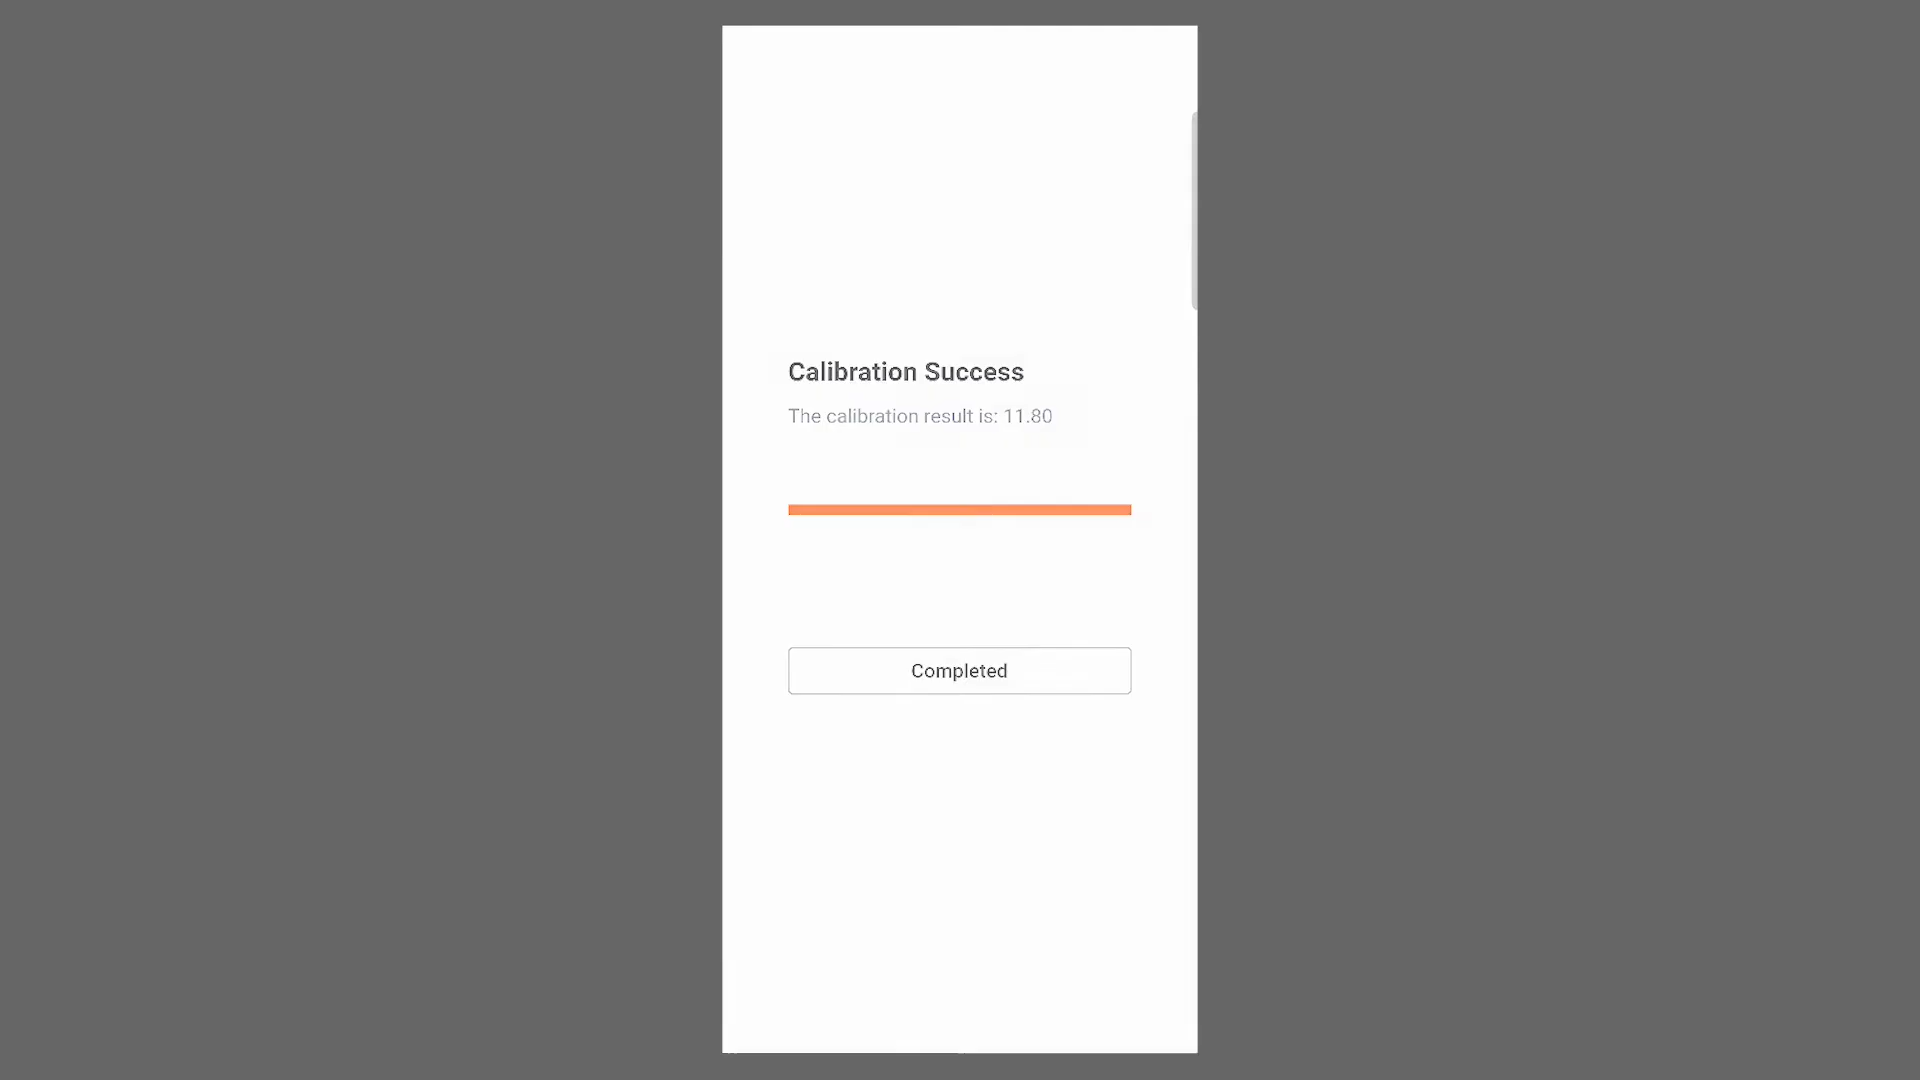 Calibration Success
The calibration result is: 11.80
Completed